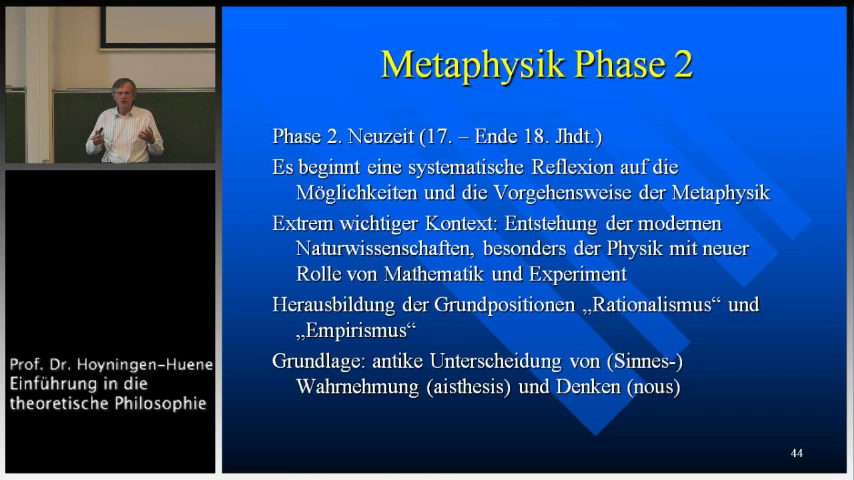 Metaphysik Phase 2
Phase 2. Neuzeit (17. – Ende 18. Jhdt.)
Es beginnt eine systematische Reflexion auf die
Möglichkeiten und die Vorgehensweise der Metaphysik
Extrem wichtiger Kontext: Entstehung der modernen
Naturwissenschaften, besonders der Physik mit neuer
Rolle von Mathematik und Experiment
Herausbildung der Grundpositionen „Rationalismus“ und
„Empirismus“
Grundlage: antike Unterscheidung von (Sinnes-)
Wahrnehmung (aisthesis) und Denken (nous)
44
Prof. Dr. Hoyningen-Huene
Einführung in die
theoretische Philosophie